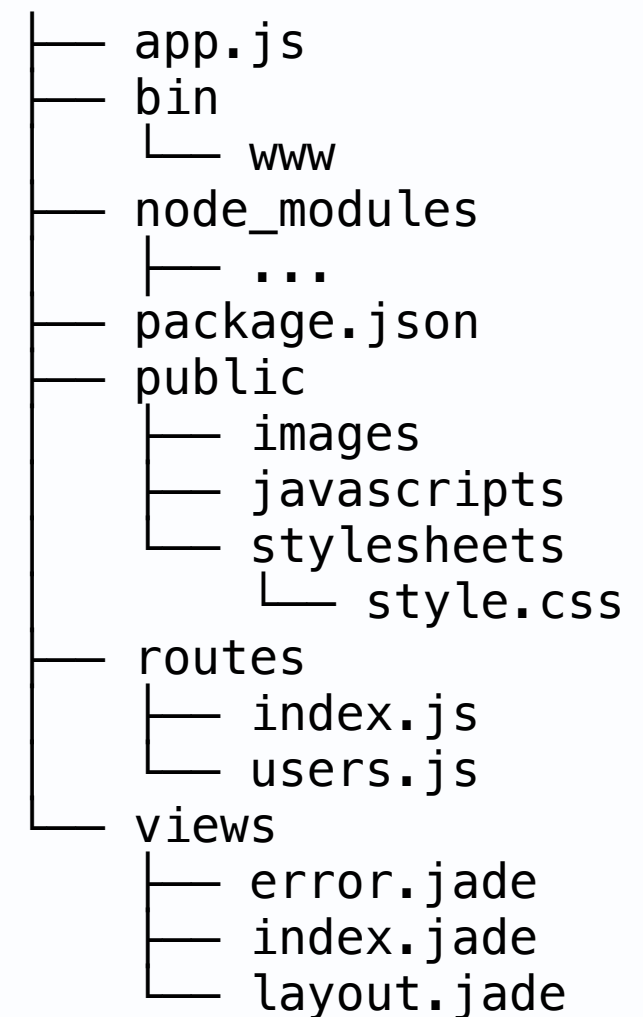 ├── app.js
├── bin
│   └── www
├── node_modules
│   ├── ...
├── package.json
├── public
│   ├── images
│   ├── javascripts
│   └── stylesheets
│       └── style.css
├── routes
│   ├── index.js
│   └── users.js
└── views
    ├── error.jade
    ├── index.jade
    └── layout.jade